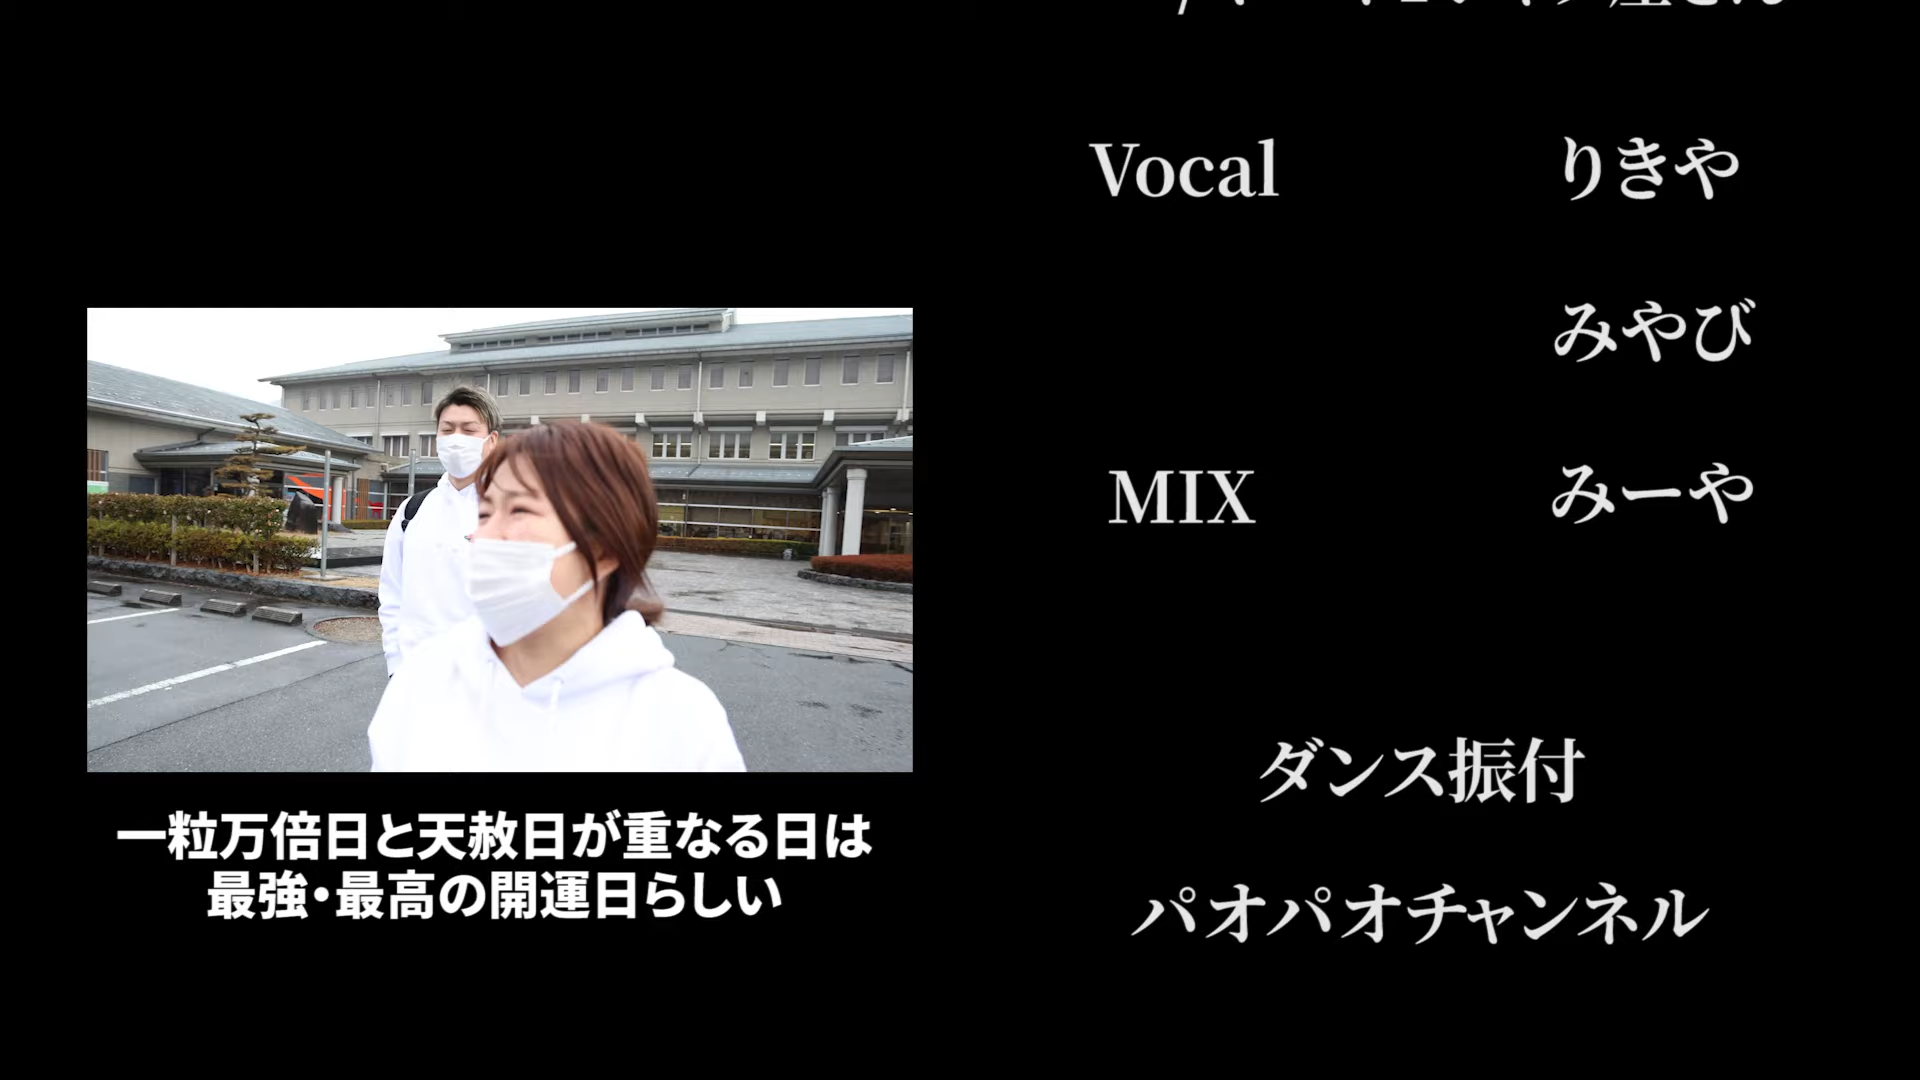 一粒万倍日と天赦日が重なる日は
最強・最高の開運日らしい
Vocal りきや
みやび
MIX みーや
ダンス振付
パオパオチャンネル